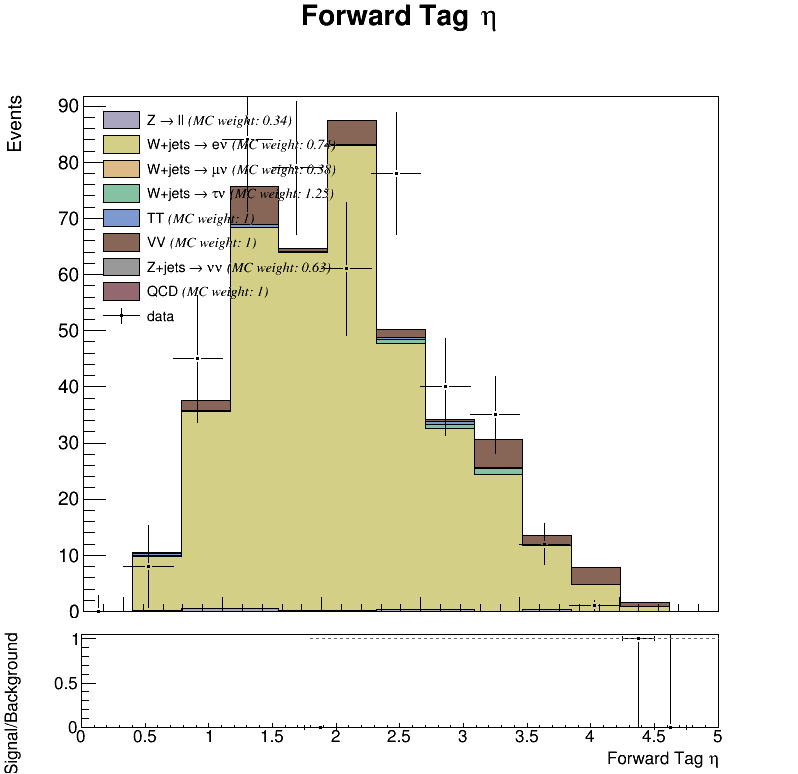 Forward Tag η
Events
90
80
70
60
50
40
30
20
10
0
Z → ll (MC weight: 0.34)
W+jets → eν (MC weight: 0.74)
W+jets → μν (MC weight: 0.38)
W+jets → τν (MC weight: 1.25)
TT (MC weight: 1)
VV (MC weight: 1)
Z+jets → νν (MC weight: 0.63)
QCD (MC weight: 1)
data
Signal/Background
1
0.5
0
0 0.5 1 1.5 2 2.5 3 3.5 4 4.5 5
Forward Tag η